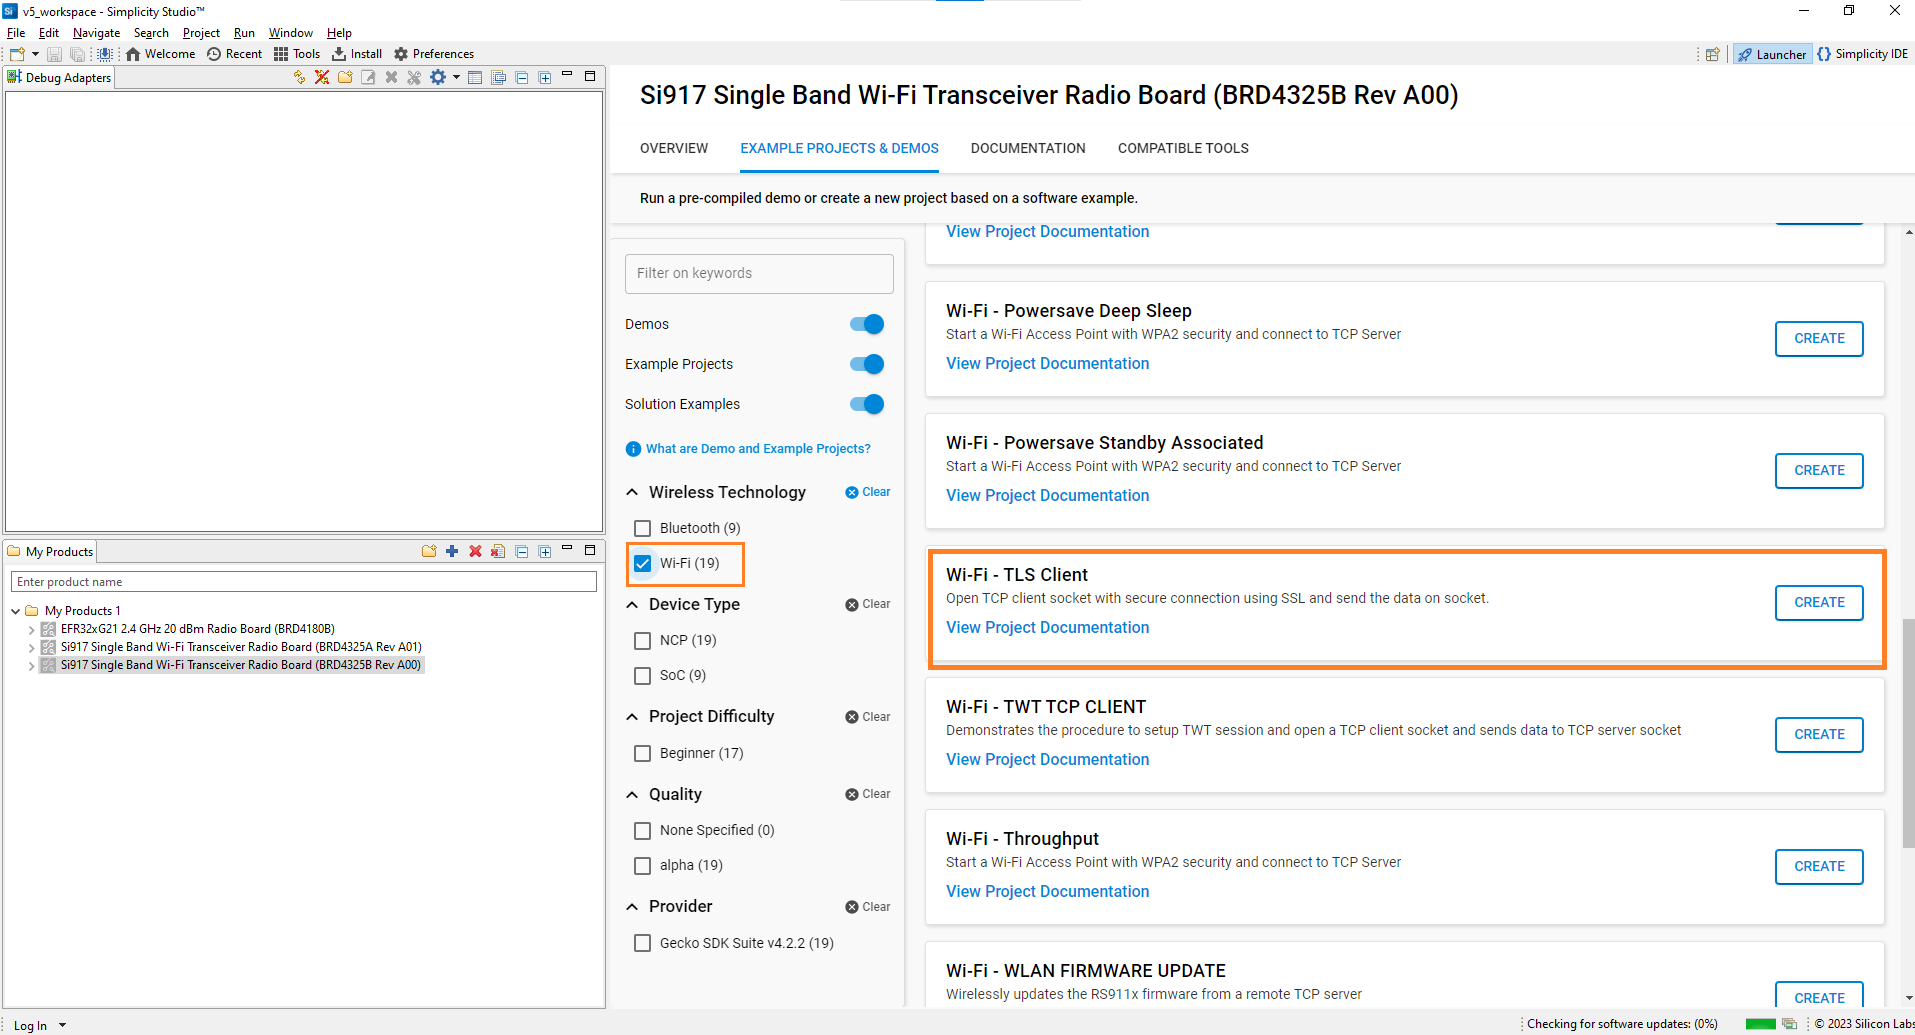 v5_workspace - Simplicity Studio™
File Edit Navigate Search Project Run Window Help
Welcome Recent Tools Install Preferences
Launcher Simplicity IDE
Debug Adapters
My Products
Enter product name
My Products 1
EFR32xG21 2.4 GHz 20 dBm Radio Board (BRD4180B)
Si917 Single Band Wi-Fi Transceiver Radio Board (BRD4325A Rev A01)
Si917 Single Band Wi-Fi Transceiver Radio Board (BRD4325B Rev A00)
Si917 Single Band Wi-Fi Transceiver Radio Board (BRD4325B Rev A00)
OVERVIEW EXAMPLE PROJECTS & DEMOS DOCUMENTATION COMPATIBLE TOOLS
Run a pre-compiled demo or create a new project based on a software example.
Filter on keywords
Demos
Example Projects
Solution Examples
What are Demo and Example Projects?
Wireless Technology Clear
Bluetooth (9)
Wi-Fi (19)
Device Type Clear
NCP (19)
SoC (9)
Project Difficulty Clear
Beginner (17)
Quality Clear
None Specified (0)
alpha (19)
Provider Clear
Gecko SDK Suite v4.2.2 (19)
View Project Documentation
Wi-Fi - Powersave Deep Sleep
Start a Wi-Fi Access Point with WPA2 security and connect to TCP Server
View Project Documentation
CREATE
Wi-Fi - Powersave Standby Associated
Start a Wi-Fi Access Point with WPA2 security and connect to TCP Server
View Project Documentation
CREATE
Wi-Fi - TLS Client
Open TCP client socket with secure connection using SSL and send the data on socket.
View Project Documentation
CREATE
Wi-Fi - TWT TCP CLIENT
Demonstrates the procedure to setup TWT session and open a TCP client socket and sends data to TCP server socket
View Project Documentation
CREATE
Wi-Fi - Throughput
Start a Wi-Fi Access Point with WPA2 security and connect to TCP Server
View Project Documentation
CREATE
Wi-Fi - WLAN FIRMWARE UPDATE
Wirelessly updates the RS911x firmware from a remote TCP server
CREATE
Log In
Checking for software updates: (0%)
© 2023 Silicon Labs